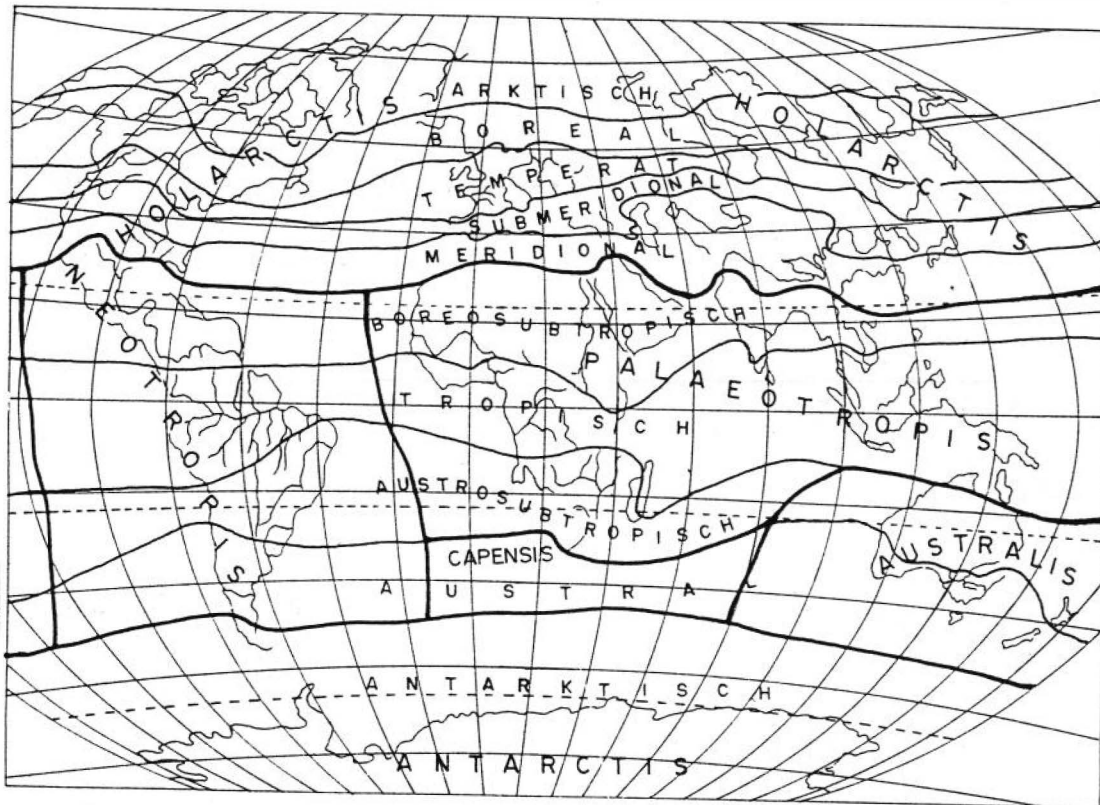 ARKTISCH
HOLARCTIS
HOLARCTIS
BOREAL
TEMPERAT
SUBMERIDIONAL
MERIDIONAL
NEOTROPIS
BOREOSUBTROPISCH
PALAEOTROPIS
TROPISCH
AUSTROSUBTROPISCH
CAPENSIS
AUSTRALIS
AUSTRAL
ANTARKTISCH
ANTARCTIS